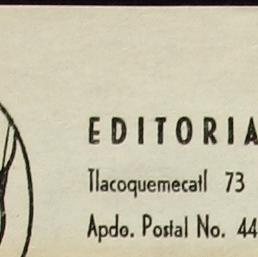 EDITORIA
Tlacoquemecatl 73
Apdo. Postal No. 44